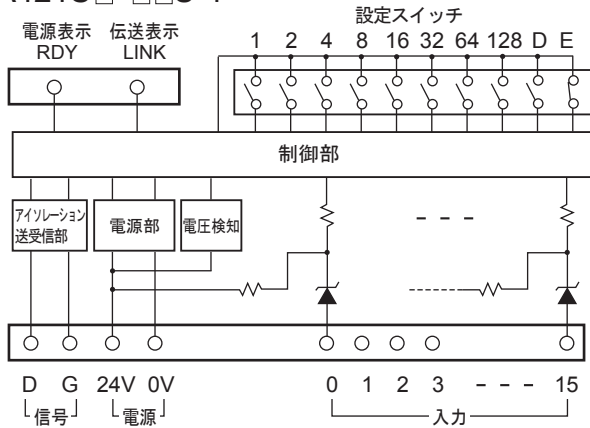 設定スイッチ
電源表示 伝送表示
RDY LINK
1 2 4 8 16 32 64 128 D E
制御部
アイソレーション
送受信部
電源部
電圧検知
D G 24V 0V 0 1 2 3 - - - 15
信号 電源 入力